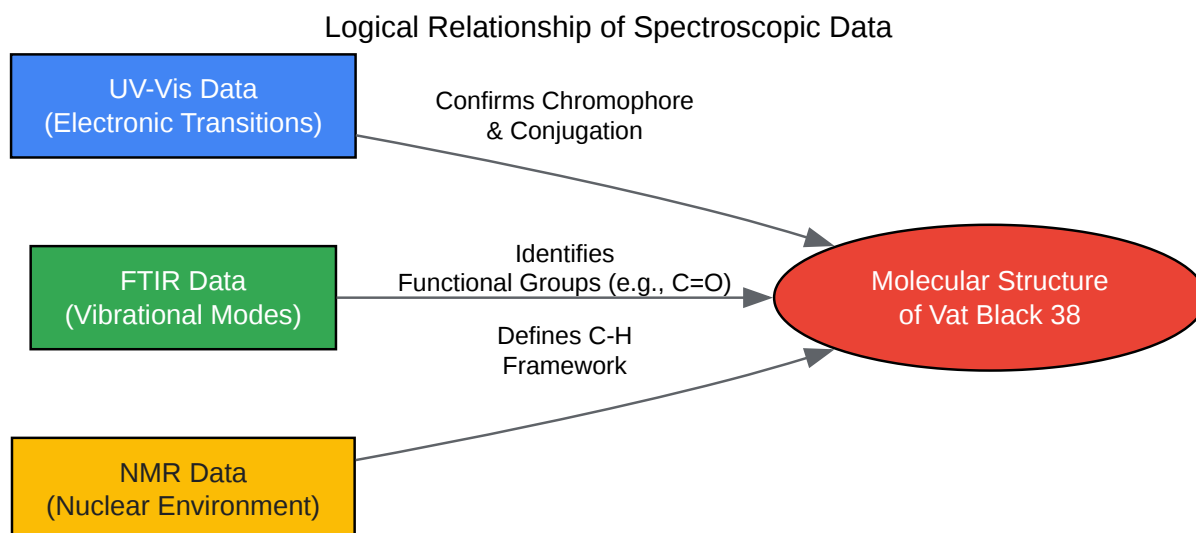 Logical Relationship of Spectroscopic Data
UV-Vis Data
(Electronic Transitions)
Confirms Chromophore
& Conjugation
FTIR Data
(Vibrational Modes)
Identifies
Functional Groups (e.g., C=O)
Molecular Structure
of Vat Black 38
Defines C-H
Framework
NMR Data
(Nuclear Environment)